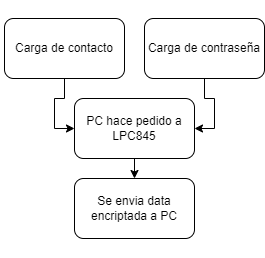 Carga de contacto
Carga de contraseña
PC hace pedido a
LPC845
Se envia data
encriptada a PC